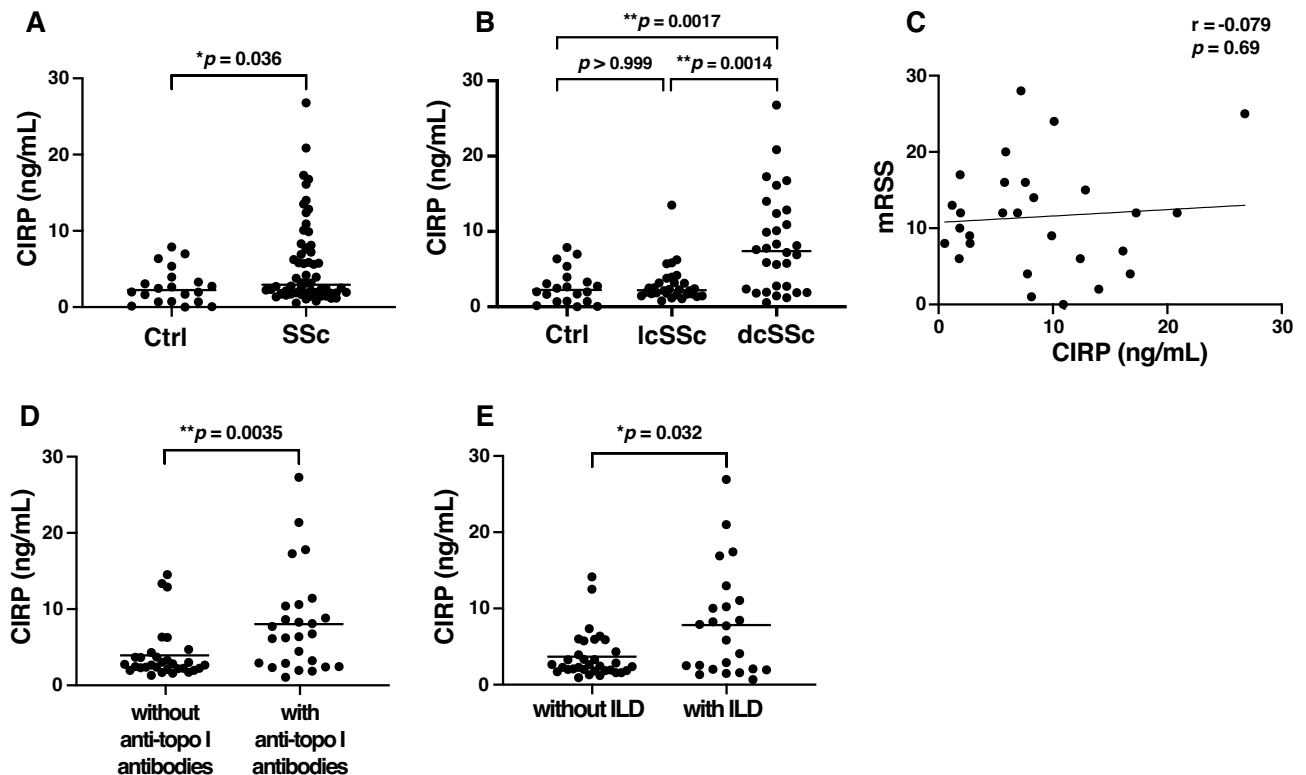 A
*p = 0.036
CIRP (ng/mL)
30
20
10
0
Ctrl
SSc
B
**p = 0.0017
p > 0.999
**p = 0.0014
CIRP (ng/mL)
30
20
10
0
Ctrl
lcSSc
dcSSc
C
r = -0.079
p = 0.69
mRSS
30
20
10
0
0
10
20
30
CIRP (ng/mL)
D
**p = 0.0035
CIRP (ng/mL)
30
20
10
0
without
anti-topo I
antibodies
with
anti-topo I
antibodies
E
*p = 0.032
CIRP (ng/mL)
30
20
10
0
without ILD
with ILD